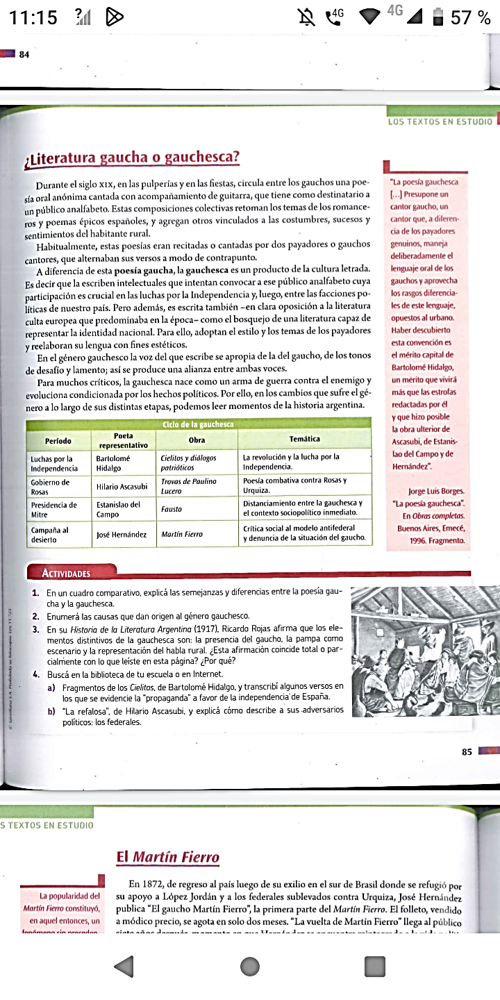 11:15
4G
4G
57 %
84
LOS TEXTOS EN ESTUDIO
¿Literatura gaucha o gauchesca?
Durante el siglo XIX, en las pulperías y en las fiestas, circula entre los gauchos una poe-
sía oral anónima cantada con acompañamiento de guitarra, que tiene como destinatario a
un público analfabeto. Estas composiciones colectivas retoman los temas de los romance-
ros y poemas épicos españoles, y agregan otros vinculados a las costumbres, sucesos y
sentimientos del habitante rural.
Habitualmente, estas poesías eran recitadas o cantadas por dos payadores o gauchos
cantores, que alternaban sus versos a modo de contrapunto.
A diferencia de esta poesía gaucha, la gauchesca es un producto de la cultura letrada.
Es decir que la escriben intelectuales que intentan convocar a ese público analfabeto cuya
participación es crucial en las luchas por la Independencia y, luego, entre las facciones po-
líticas de nuestro país. Pero además, es escrita también –en clara oposición a la literatura
culta europea que predominaba en la época– como el bosquejo de una literatura capaz de
representar la identidad nacional. Para ello, adoptan el estilo y los temas de los payadores
y reelaboran su lengua con fines estéticos.
En el género gauchesco la voz del que escribe se apropia de la del gaucho, de los tonos
de desafío y lamento; así se produce una alianza entre ambas voces.
Para muchos críticos, la gauchesca nace como un arma de guerra contra el enemigo y
evoluciona condicionada por los hechos políticos. Por ello, en los cambios que sufre el gé-
nero a lo largo de sus distintas etapas, podemos leer momentos de la historia argentina.
Ciclo de la gauchesca
Período
Poeta
representativo
Obra
Temática
Luchas por la
Independencia
Bartolomé
Hidalgo
Cielitos y diálogos
patrióticos
La revolución y la lucha por la
Independencia.
Gobierno de
Rosas
Hilario Ascasubi
Trovas de Paulino
Lucero
Poesía combativa contra Rosas y
Urquiza.
Presidencia de
Mitre
Estanislao del
Campo
Fausto
Distanciamiento entre la gauchesca y
el contexto sociopolítico inmediato.
Campaña al
desierto
José Hernández
Martín Fierro
Crítica social al modelo antifederal
y denuncia de la situación del gaucho.
"La poesía gauchesca
[...] Presupone un
cantor gaucho, un
cantor que, a diferen-
cia de los payadores
genuinos, maneja
deliberadamente el
lenguaje oral de los
gauchos y aprovecha
los rasgos diferencia-
les de este lenguaje,
opuestos al urbano.
Haber descubierto
esta convención es
el mérito capital de
Bartolomé Hidalgo,
un mérito que vivirá
más que las estrofas
redactadas por él
y que hizo posible
la obra ulterior de
Ascasubi, de Estanis-
lao del Campo y de
Hernández".
Jorge Luis Borges.
"La poesía gauchesca".
En Obras completas.
Buenos Aires, Emecé,
1996. Fragmento.
ACTIVIDADES
1. En un cuadro comparativo, explicá las semejanzas y diferencias entre la poesía gau-
cha y la gauchesca.
2. Enumerá las causas que dan origen al género gauchesco.
3. En su Historia de la Literatura Argentina (1917), Ricardo Rojas afirma que los ele-
mentos distintivos de la gauchesca son: la presencia del gaucho, la pampa como
escenario y la representación del habla rural. ¿Esta afirmación coincide total o par-
cialmente con lo que leíste en esta página? ¿Por qué?
4. Buscá en la biblioteca de tu escuela o en Internet.
a) Fragmentos de los Cielitos, de Bartolomé Hidalgo, y transcribí algunos versos en
los que se evidencie la "propaganda" a favor de la independencia de España.
b) "La refalosa", de Hilario Ascasubi, y explicá cómo describe a sus adversarios
políticos: los federales.
© Santillana S.A. Prohibida su fotocopia. Ley 11.723
85
S TEXTOS EN ESTUDIO
El Martín Fierro
En 1872, de regreso al país luego de su exilio en el sur de Brasil donde se refugió por
su apoyo a López Jordán y a los federales sublevados contra Urquiza, José Hernández
publica "El gaucho Martín Fierro", la primera parte del Martín Fierro. El folleto, vendido
a módico precio, se agota en solo dos meses. "La vuelta de Martín Fierro" llega al público
La popularidad del
Martín Fierro constituyó,
en aquel entonces, un